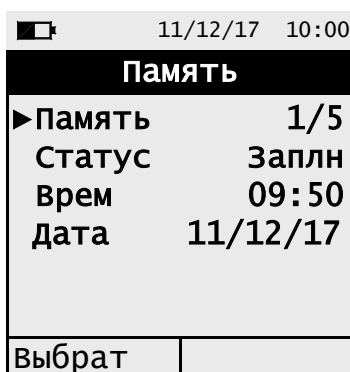 11/12/17 10:00
Память
▶Память 1/5
Статус Заплн
Врем 09:50
Дата 11/12/17
Выбрат